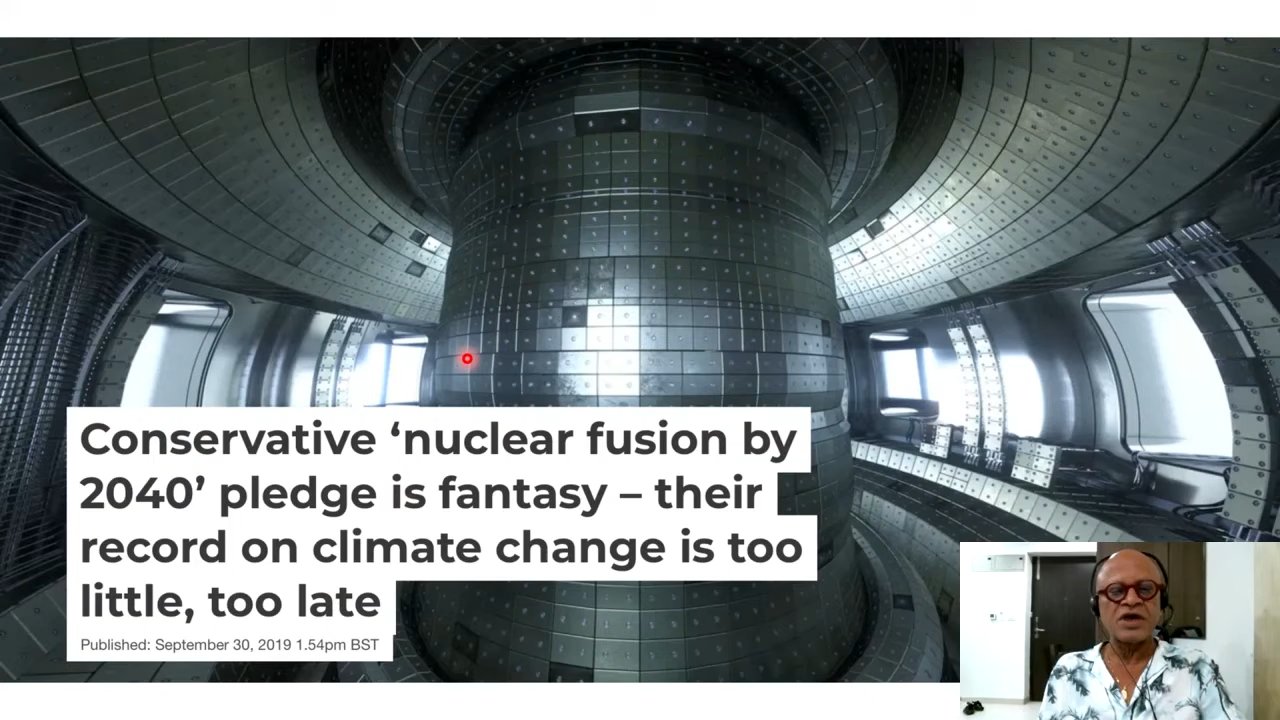 Conservative ‘nuclear fusion by
2040’ pledge is fantasy – their
record on climate change is too
little, too late
Published: September 30, 2019 1.54pm BST